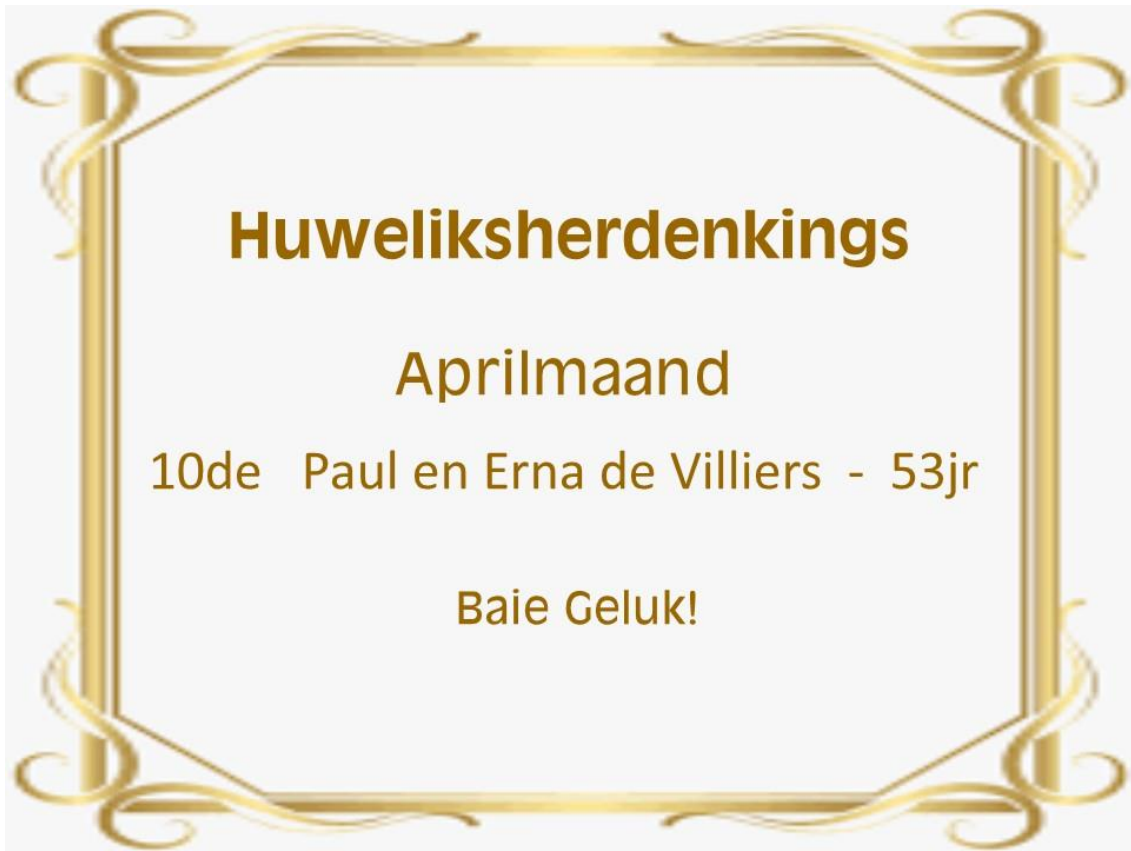 Huweliksherdenkings
Aprilmaand
10de Paul en Erna de Villiers - 53jr
Baie Geluk!